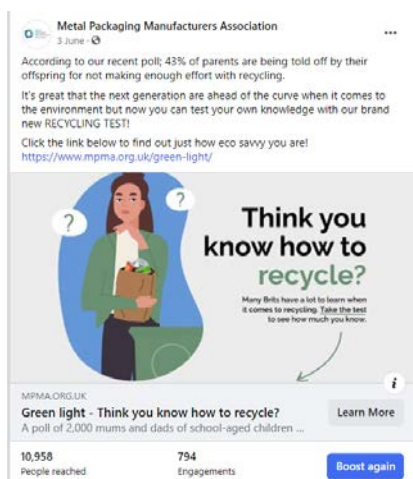 Metal Packaging Manufacturers Association
3 June ·
According to our recent poll; 43% of parents are being told off by their
offspring for not making enough effort with recycling.
It's great that the next generation are ahead of the curve when it comes to
the environment but now you can test your own knowledge with our brand
new RECYCLING TEST!
Click the link below to find out just how eco savvy you are!
https://www.mpma.org.uk/green-light/
?
?
Think you
know how to
recycle?
Many Brits have a lot to learn when
it comes to recycling. Take the test
to see how much you know.
i
MPMA.ORG.UK
Green light - Think you know how to recycle?
Learn More
A poll of 2,000 mums and dads of school-aged children ...
10,958
People reached
794
Engagements
Boost again